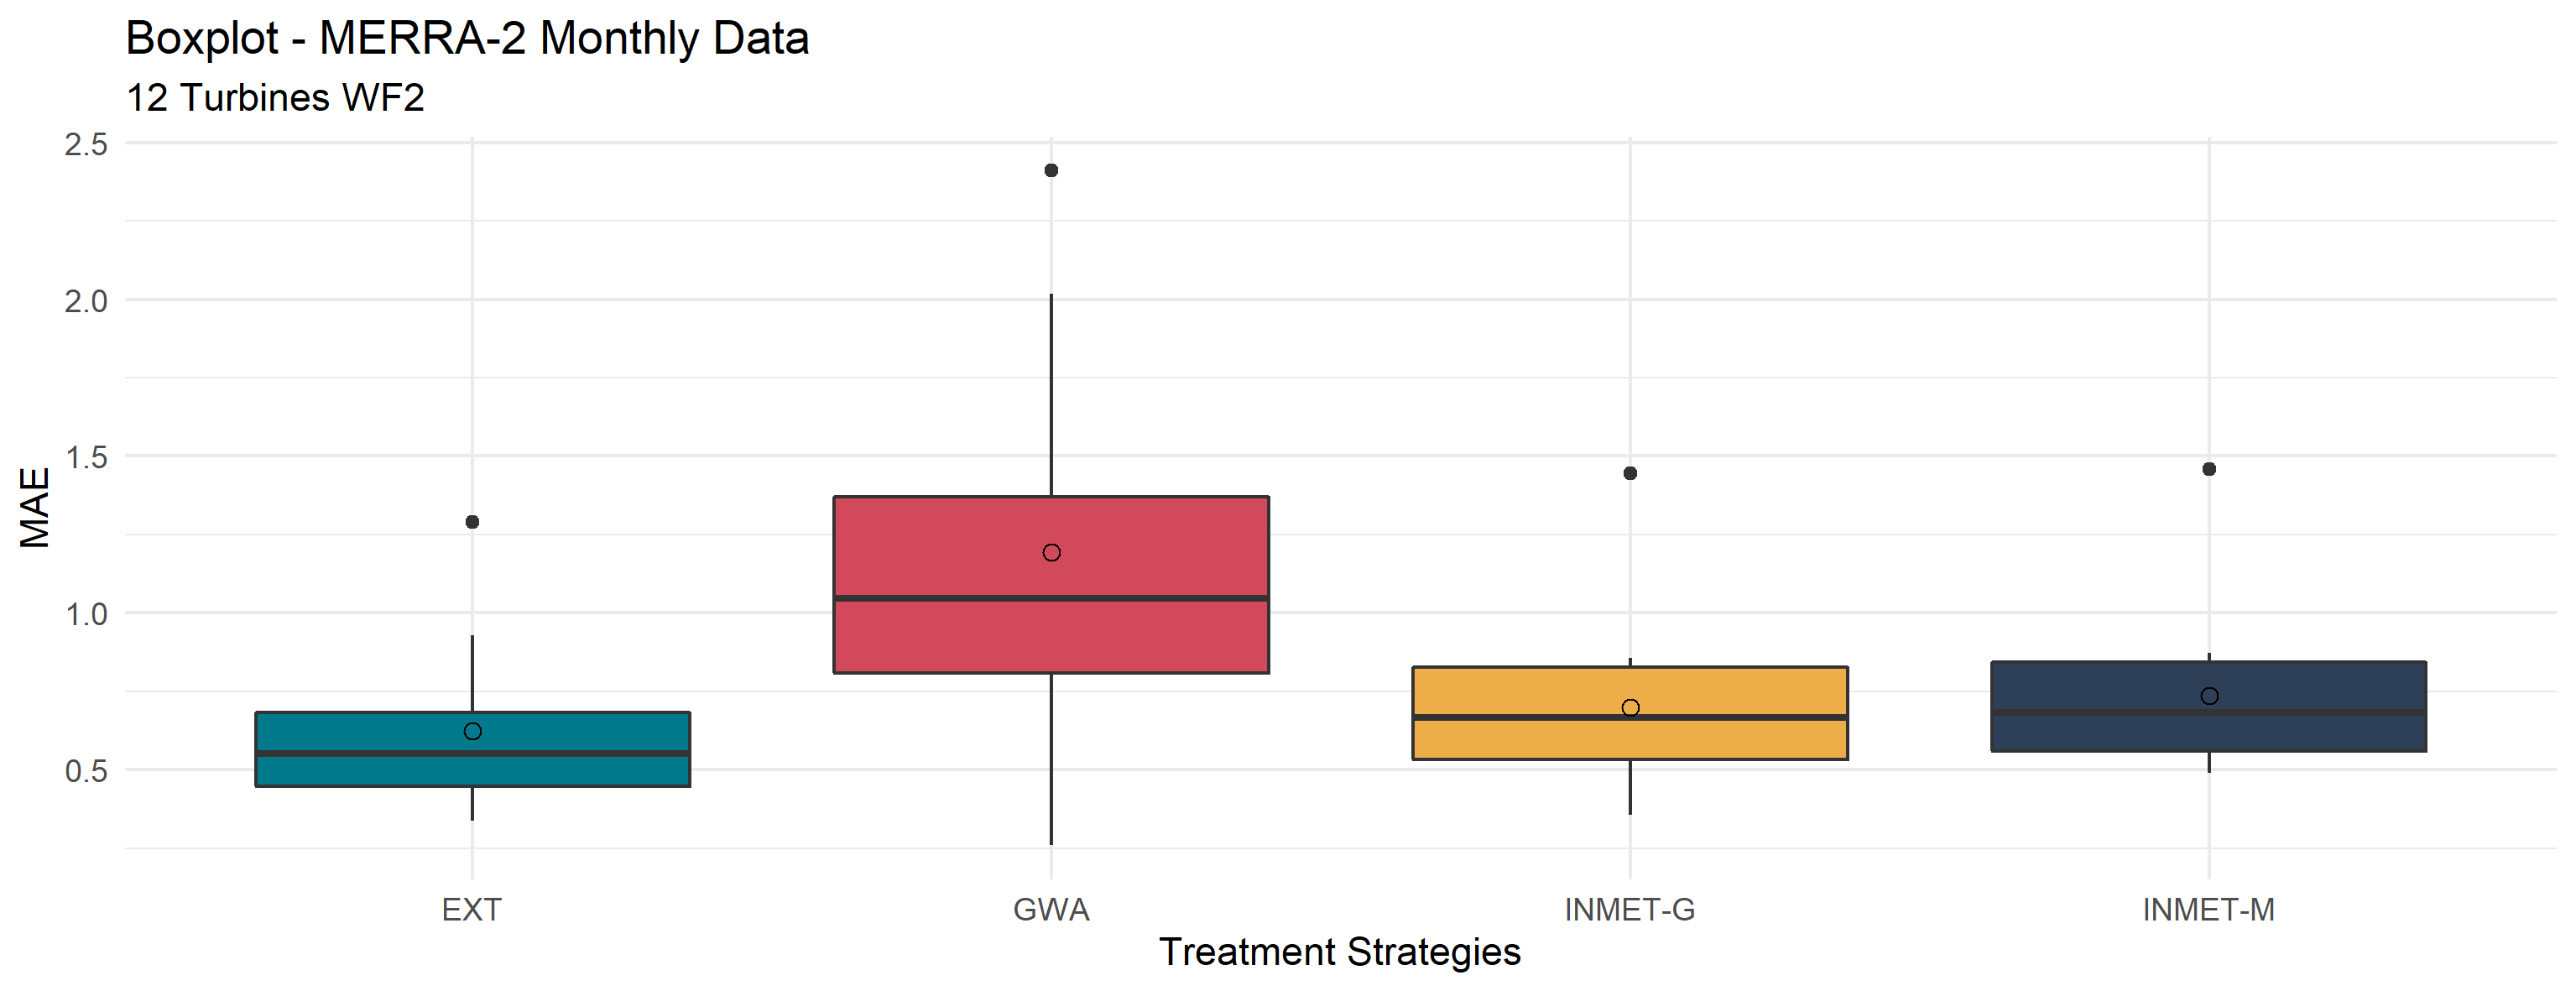 Boxplot - MERRA-2 Monthly Data
12 Turbines WF2
2.5
2.0
1.5
1.0
0.5
MAE
EXT
GWA
INMET-G
INMET-M
Treatment Strategies